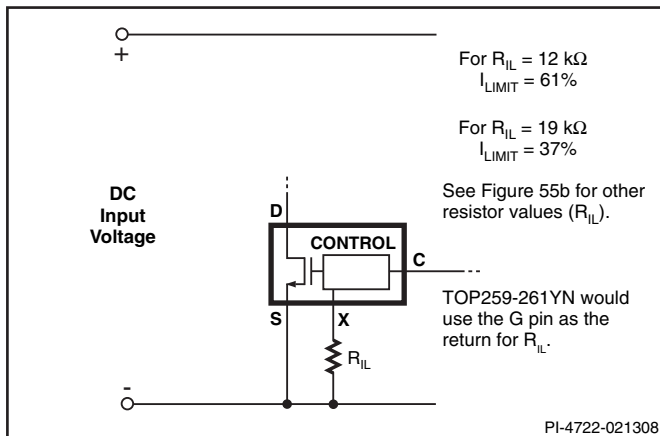 +
For R_IL = 12 kΩ
I_LIMIT = 61%
For R_IL = 19 kΩ
I_LIMIT = 37%
See Figure 55b for other
resistor values (R_IL).
DC
Input
Voltage
D
CONTROL
C
S
X
TOP259-261YN would
use the G pin as the
return for R_IL.
R_IL
-
PI-4722-021308